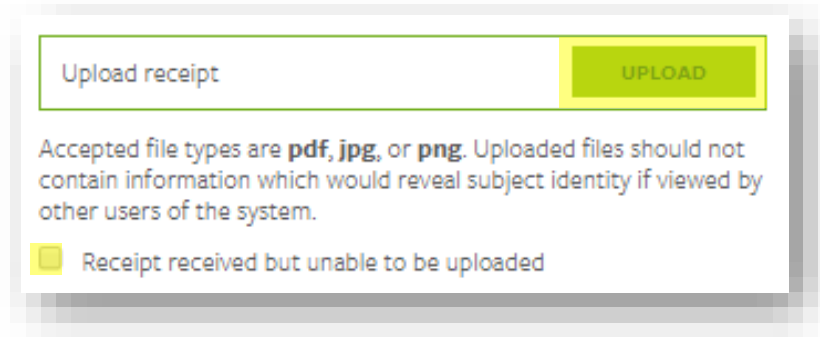 Upload receipt UPLOAD
Accepted file types are pdf, jpg, or png. Uploaded files should not
contain information which would reveal subject identity if viewed by
other users of the system.
Receipt received but unable to be uploaded